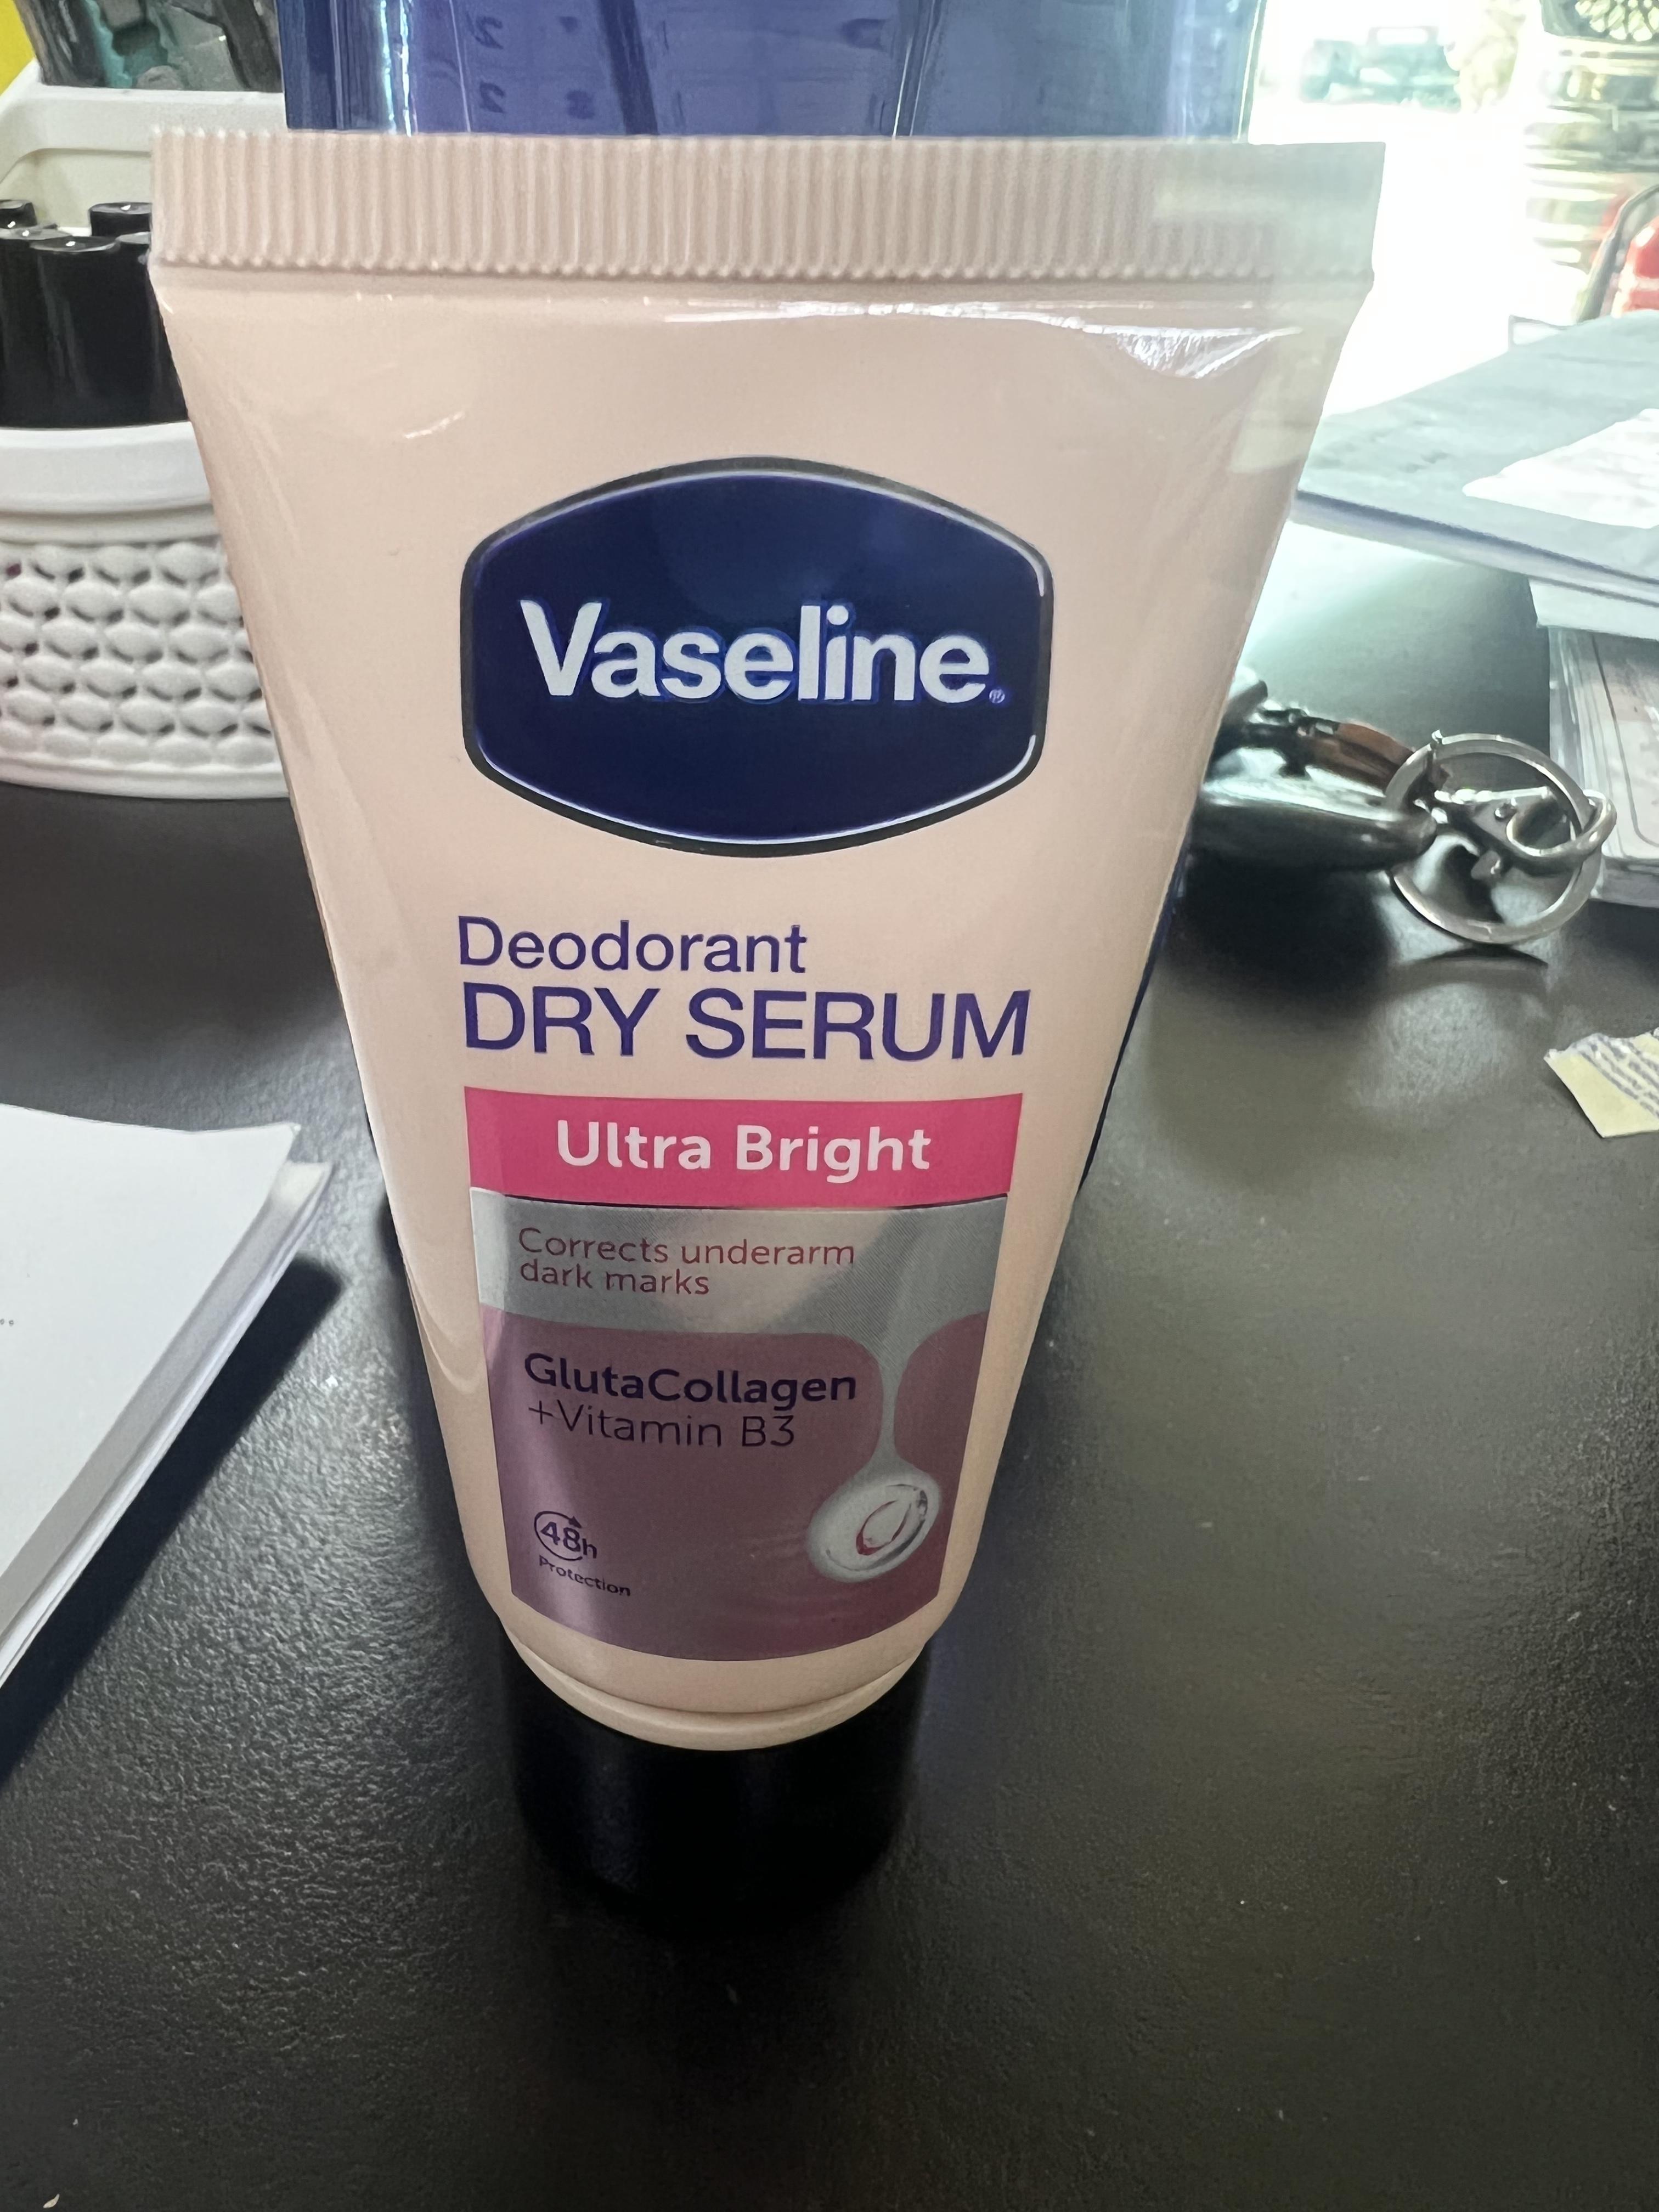 Vaseline®
Deodorant
DRY SERUM
Ultra Bright
Corrects underarm
dark marks
GlutaCollagen
+Vitamin B3
48h
Protection